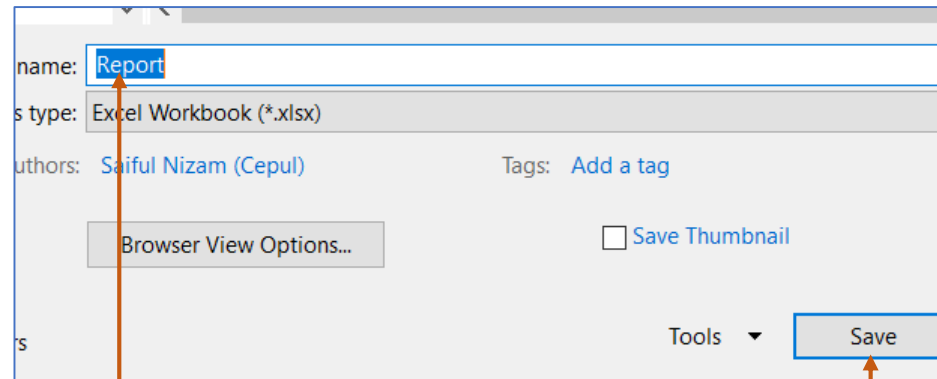 name: Report
s type: Excel Workbook (*.xlsx)
uthors: Saiful Nizam (Cepul) Tags: Add a tag
Browser View Options... Save Thumbnail
rs Tools Save